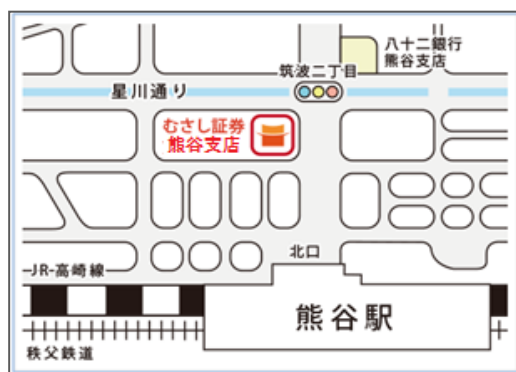 八十二銀行
熊谷支店
筑波二丁目
星川通り
むさし証券
熊谷支店
北口
JR-高崎線
熊谷駅
秩父鉄道